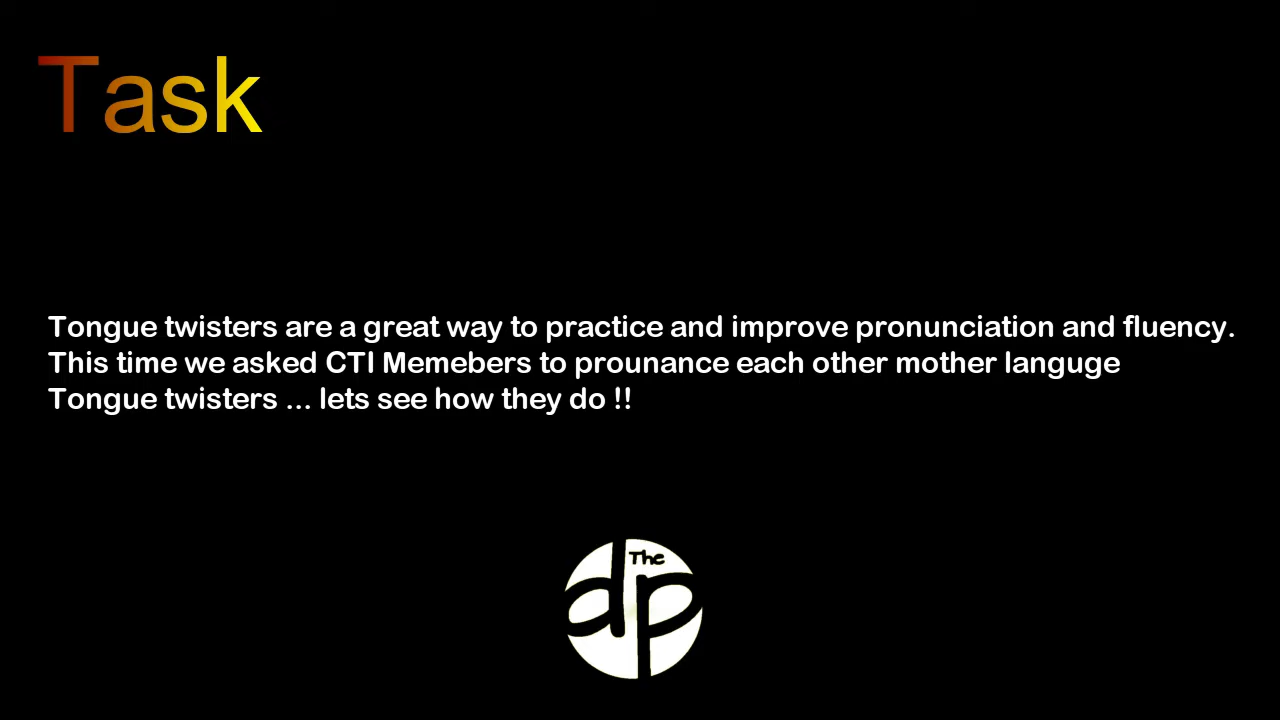 Task
Tongue twisters are a great way to practice and improve pronunciation and fluency.
This time we asked CTI Memebers to prounance each other mother languge
Tongue twisters ... lets see how they do !!
The
dp